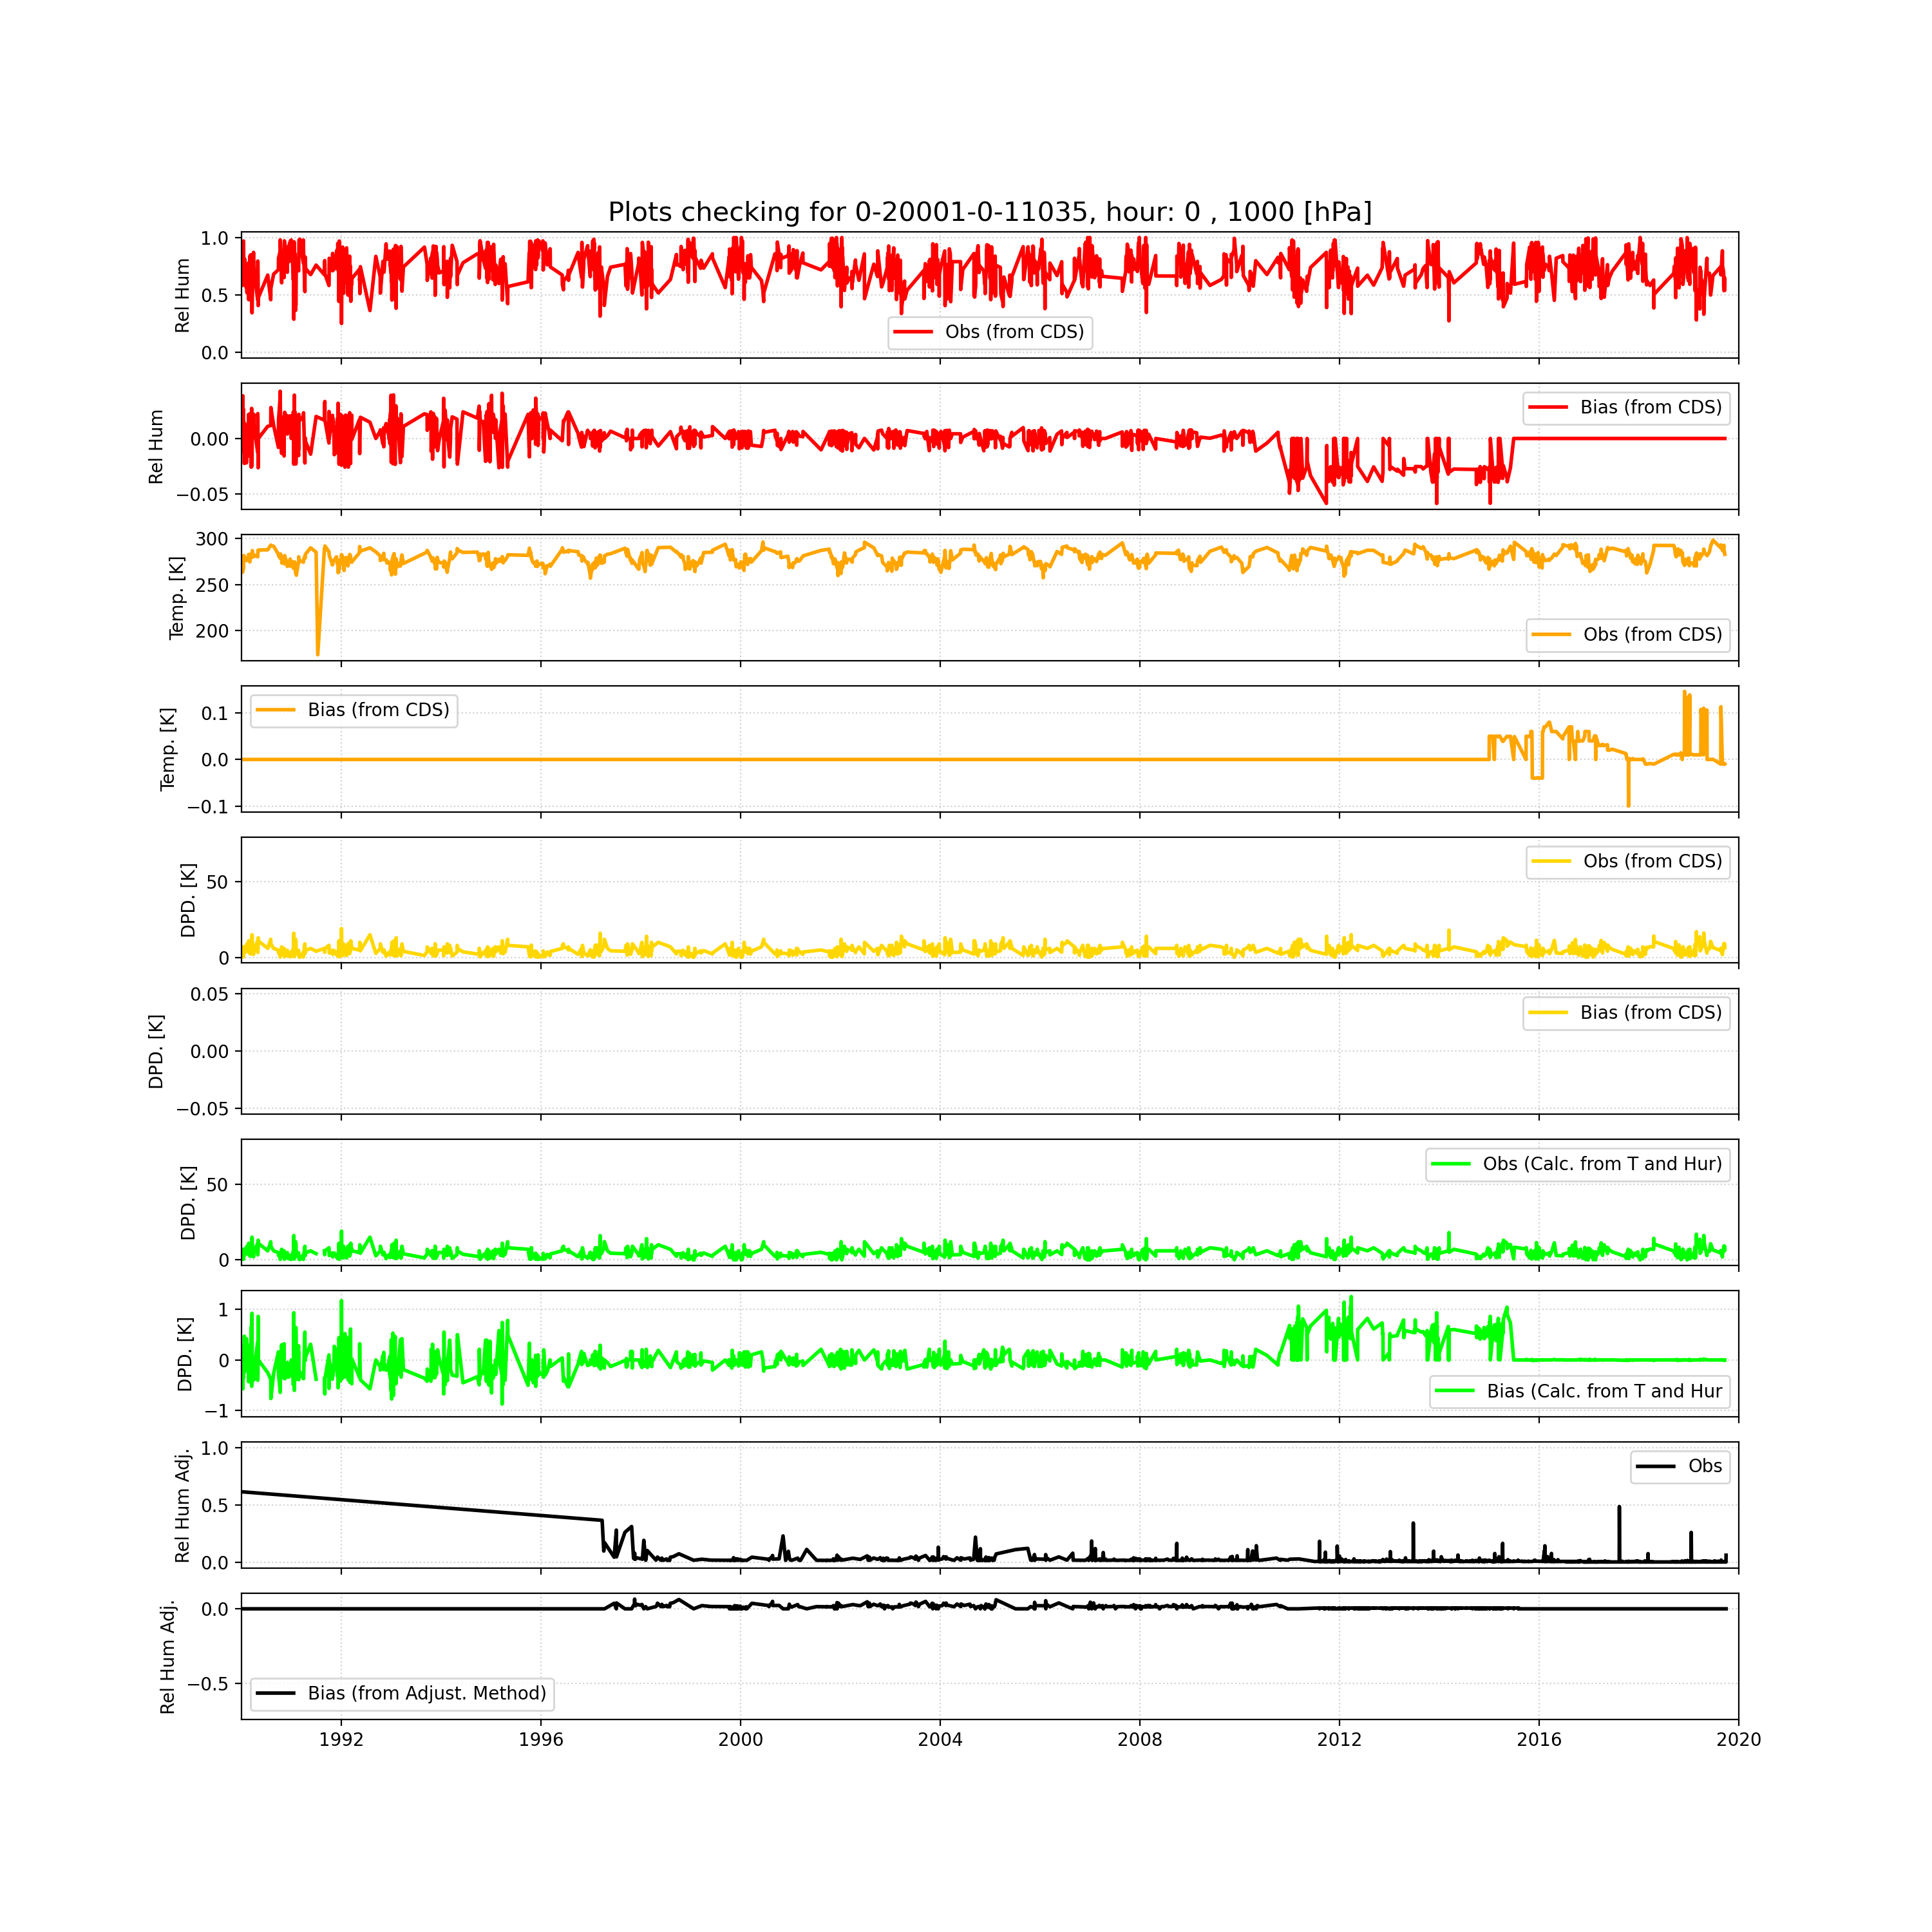 Plots checking for 0-20001-0-11035, hour: 0 , 1000 [hPa]
1.0
0.5
0.0
Rel Hum
Obs (from CDS)
0.00
−0.05
Rel Hum
Bias (from CDS)
300
250
200
Temp. [K]
Obs (from CDS)
0.1
0.0
−0.1
Temp. [K]
Bias (from CDS)
50
0
DPD. [K]
Obs (from CDS)
0.05
0.00
−0.05
DPD. [K]
Bias (from CDS)
50
0
DPD. [K]
Obs (Calc. from T and Hur)
1
0
−1
DPD. [K]
Bias (Calc. from T and Hur
1.0
0.5
0.0
Rel Hum Adj.
Obs
0.0
−0.5
Rel Hum Adj.
Bias (from Adjust. Method)
1992 1996 2000 2004 2008 2012 2016 2020